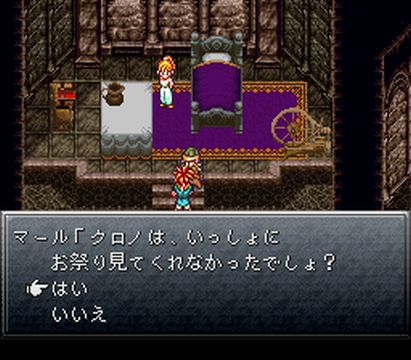 マール「クロノは、いっしょに
お祭り見てくれなかったでしょ？
はい
いいえ